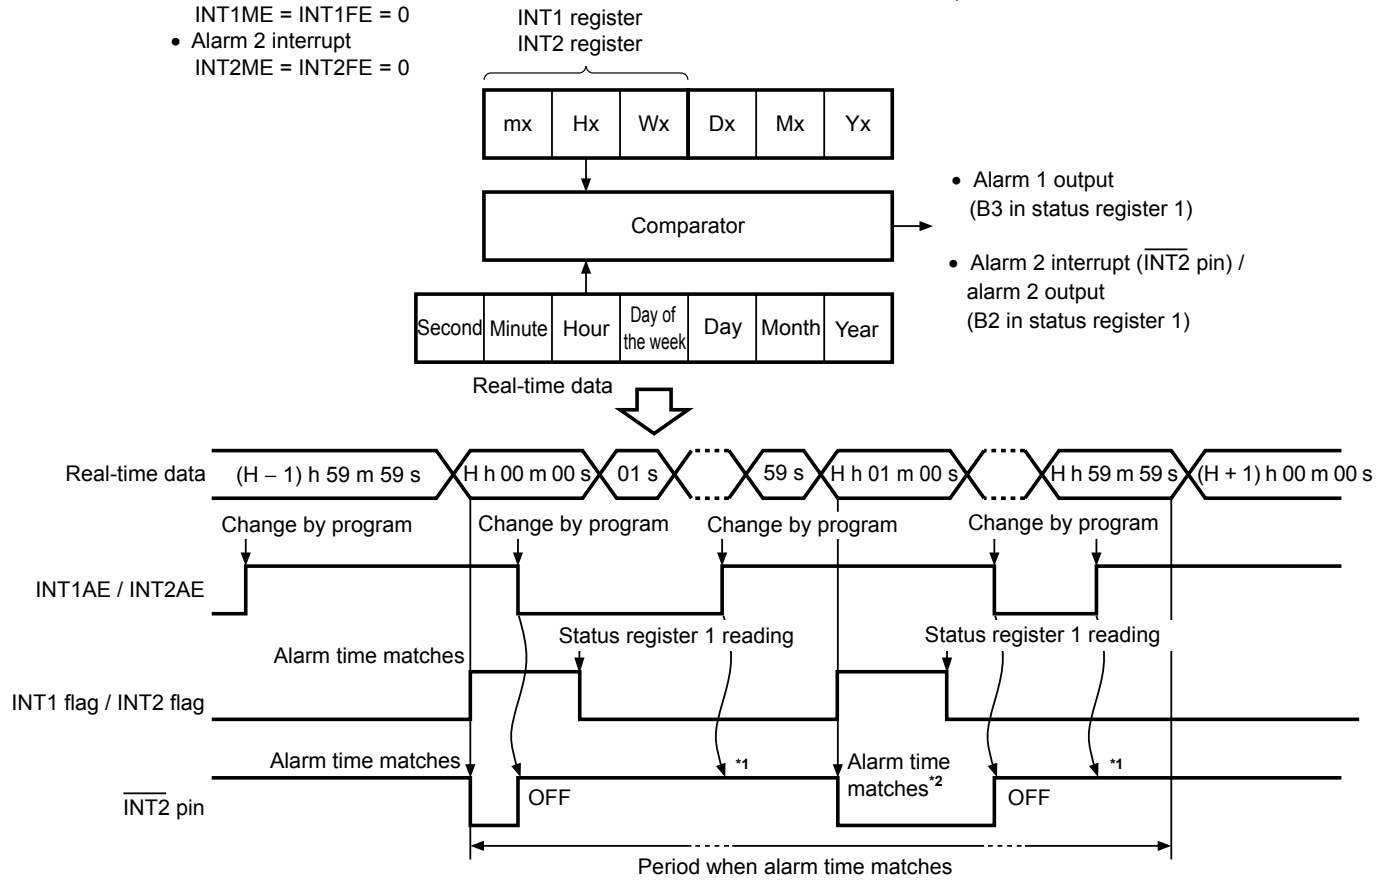 INT1ME = INT1FE = 0
• Alarm 2 interrupt
INT2ME = INT2FE = 0
INT1 register
INT2 register
mx Hx Wx Dx Mx Yx
Comparator
• Alarm 1 output
(B3 in status register 1)
• Alarm 2 interrupt (INT2 pin) /
alarm 2 output
(B2 in status register 1)
Second Minute Hour Day of the week Day Month Year
Real-time data
Real-time data (H − 1) h 59 m 59 s H h 00 m 00 s 01 s 59 s H h 01 m 00 s H h 59 m 59 s (H + 1) h 00 m 00 s
Change by program Change by program Change by program Change by program
INT1AE / INT2AE
Status register 1 reading Status register 1 reading
Alarm time matches
INT1 flag / INT2 flag
Alarm time matches *1 Alarm time matches*2 *1
INT2 pin OFF OFF
Period when alarm time matches